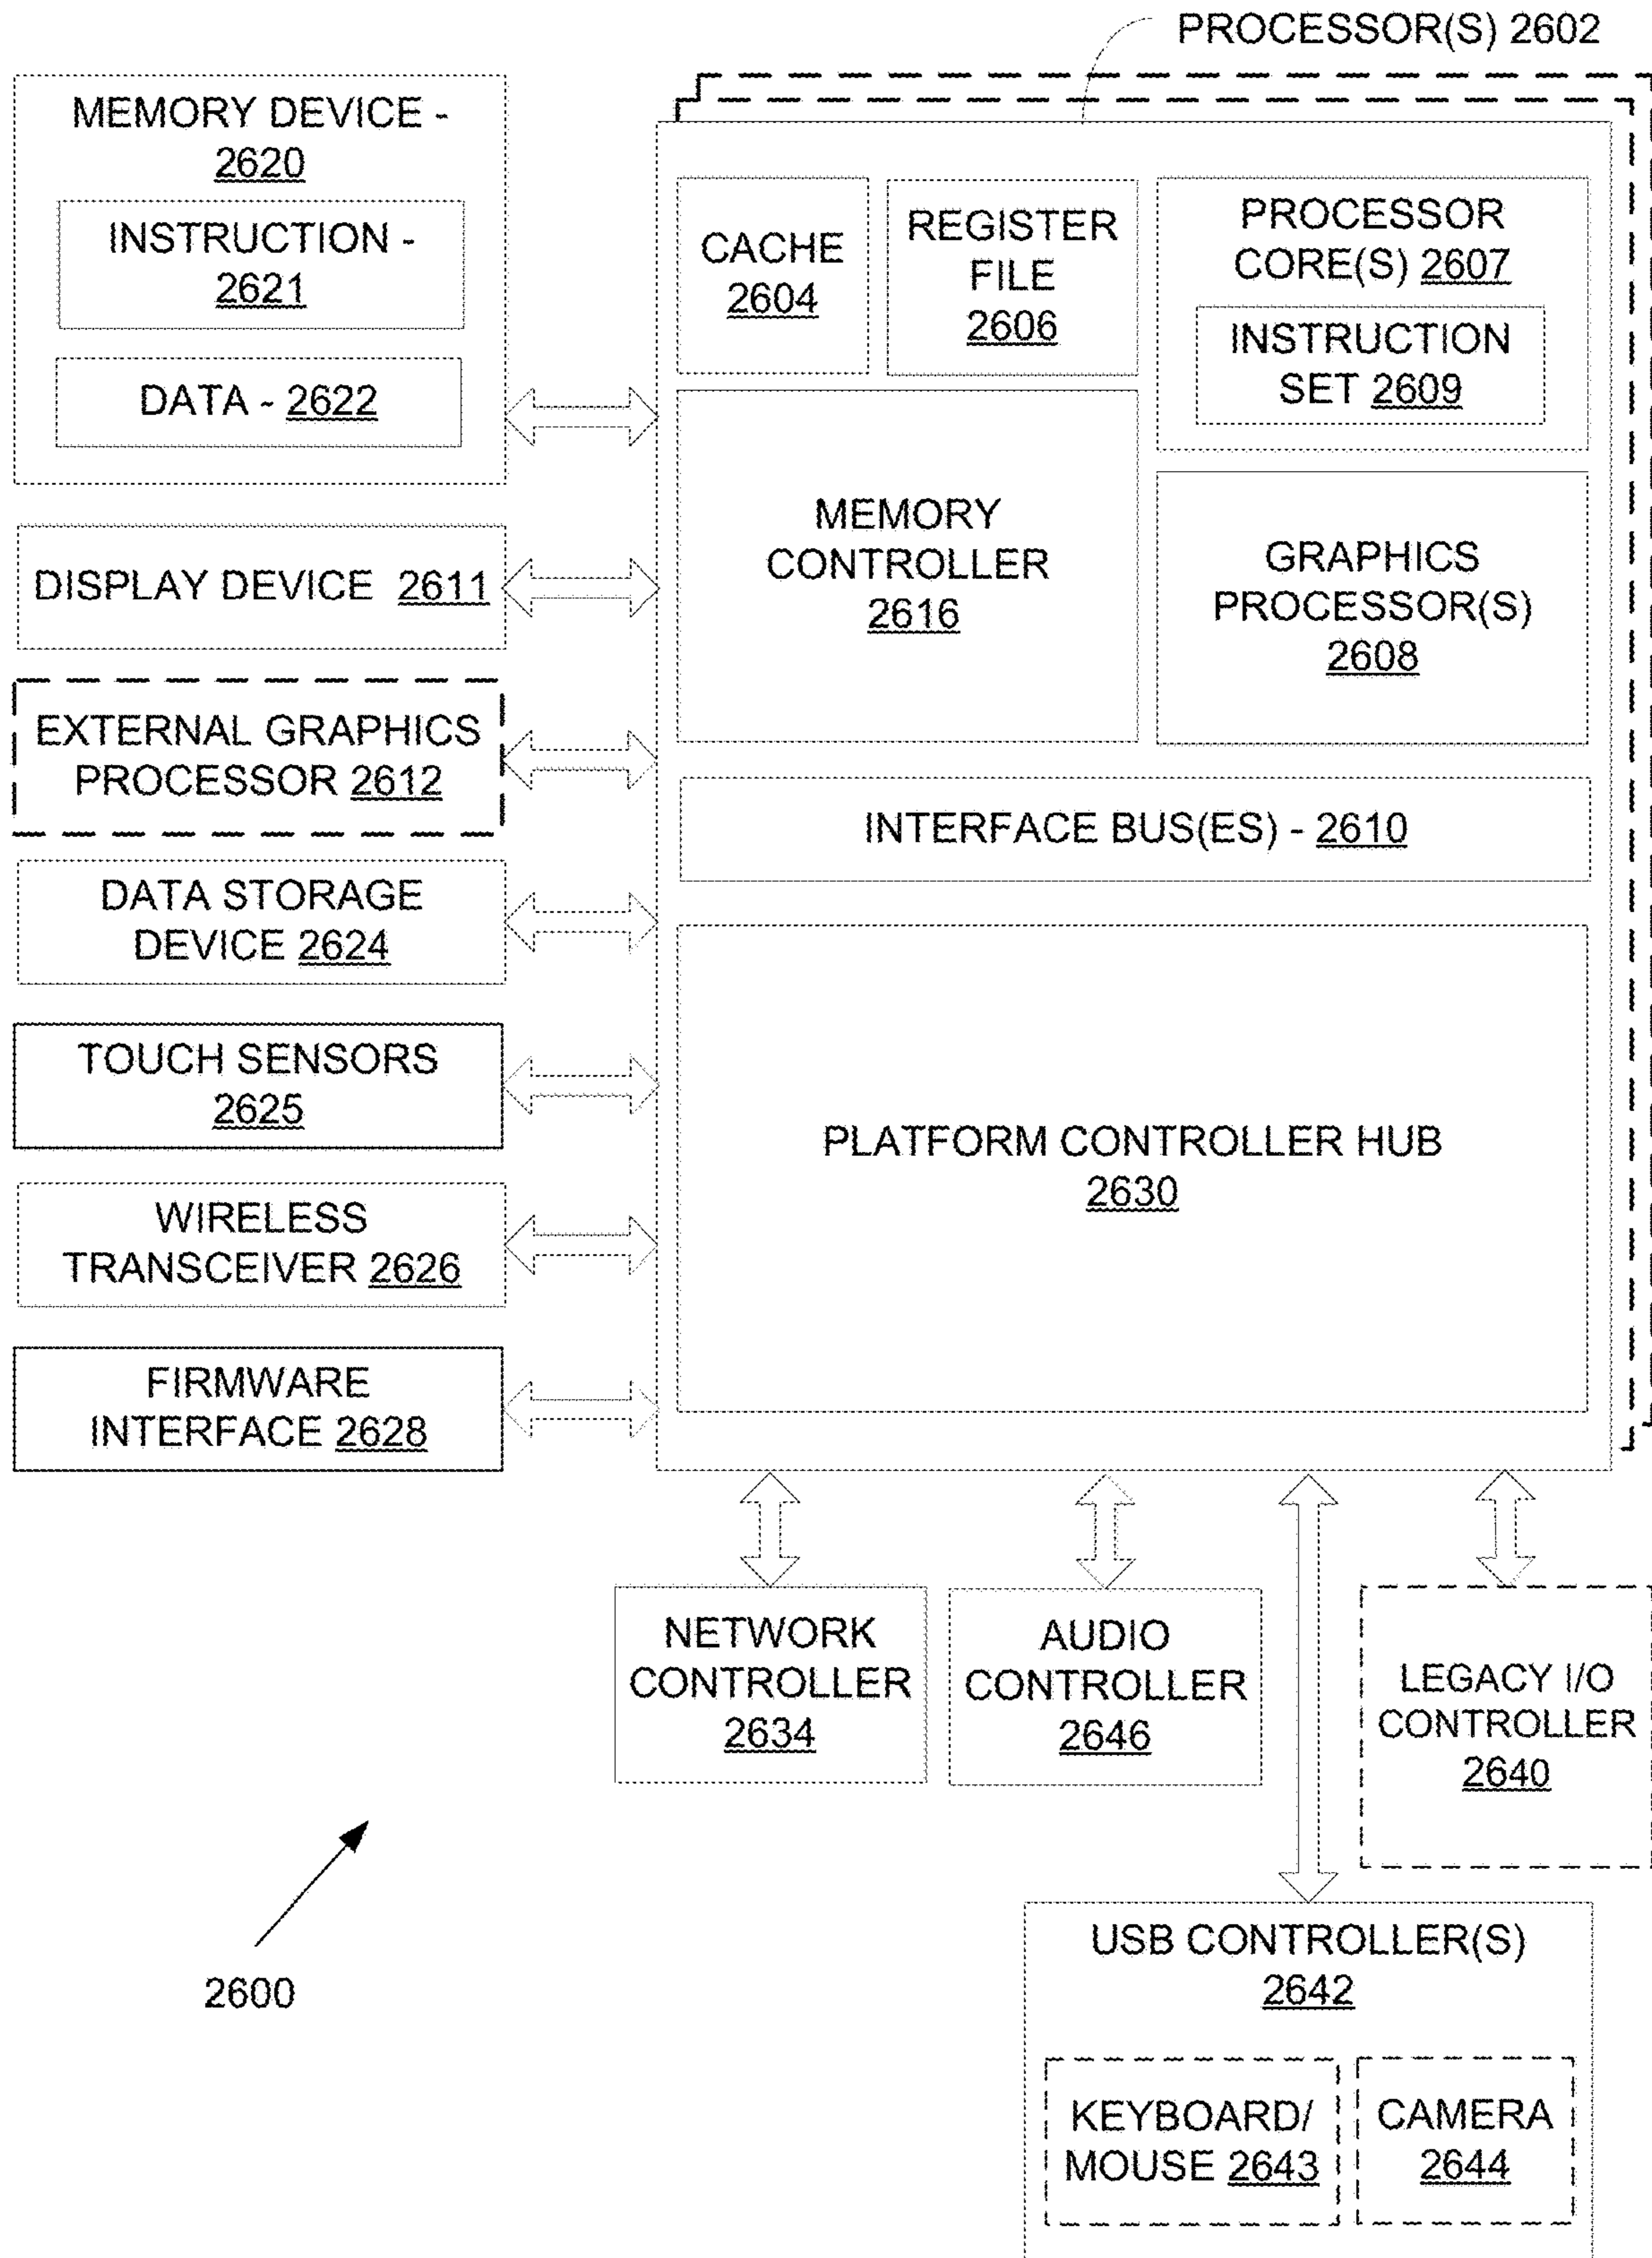 PROCESSOR(S) 2602
MEMORY DEVICE -
2620
INSTRUCTION -
2621
DATA - 2622
DISPLAY DEVICE 2611
EXTERNAL GRAPHICS
PROCESSOR 2612
DATA STORAGE
DEVICE 2624
TOUCH SENSORS
2625
WIRELESS
TRANSCEIVER 2626
FIRMWARE
INTERFACE 2628
CACHE
2604
REGISTER
FILE
2606
PROCESSOR
CORE(S) 2607
INSTRUCTION
SET 2609
MEMORY
CONTROLLER
2616
GRAPHICS
PROCESSOR(S)
2608
INTERFACE BUS(ES) - 2610
PLATFORM CONTROLLER HUB
2630
NETWORK
CONTROLLER
2634
AUDIO
CONTROLLER
2646
LEGACY I/O
CONTROLLER
2640
2600
USB CONTROLLER(S)
2642
KEYBOARD/
MOUSE 2643
CAMERA
2644